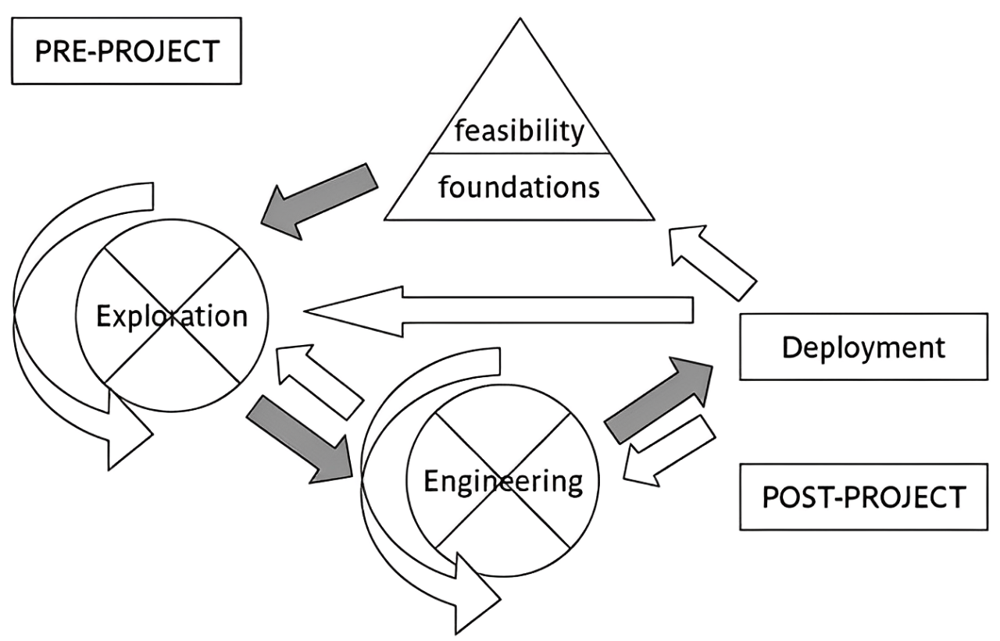 PRE-PROJECT
feasibility
foundations
Exploration
Deployment
Engineering
POST-PROJECT